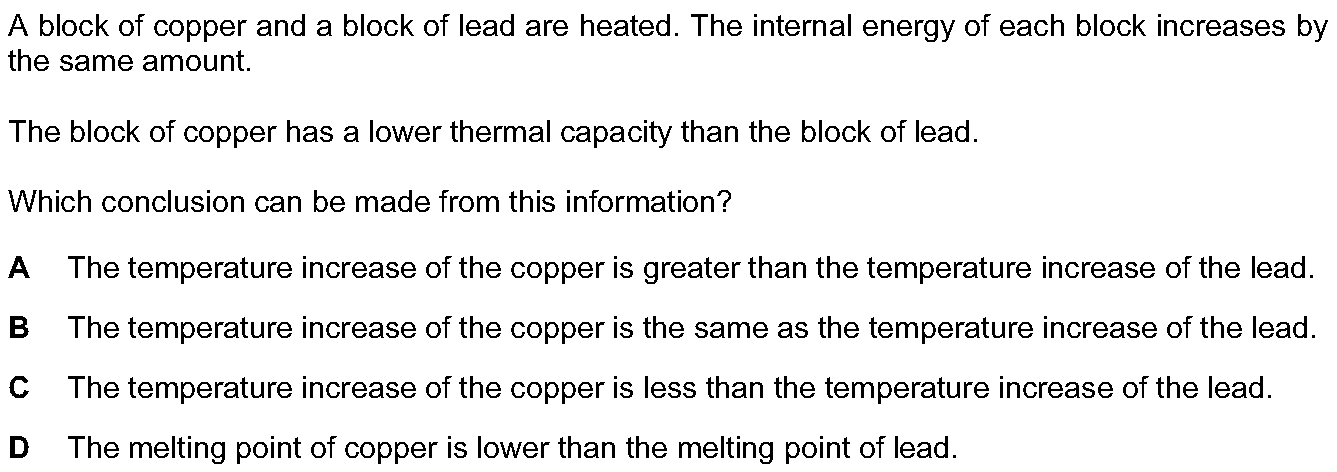 A block of copper and a block of lead are heated. The internal energy of each block increases by
the same amount.
The block of copper has a lower thermal capacity than the block of lead.
Which conclusion can be made from this information?
A The temperature increase of the copper is greater than the temperature increase of the lead.
B The temperature increase of the copper is the same as the temperature increase of the lead.
C The temperature increase of the copper is less than the temperature increase of the lead.
D The melting point of copper is lower than the melting point of lead.